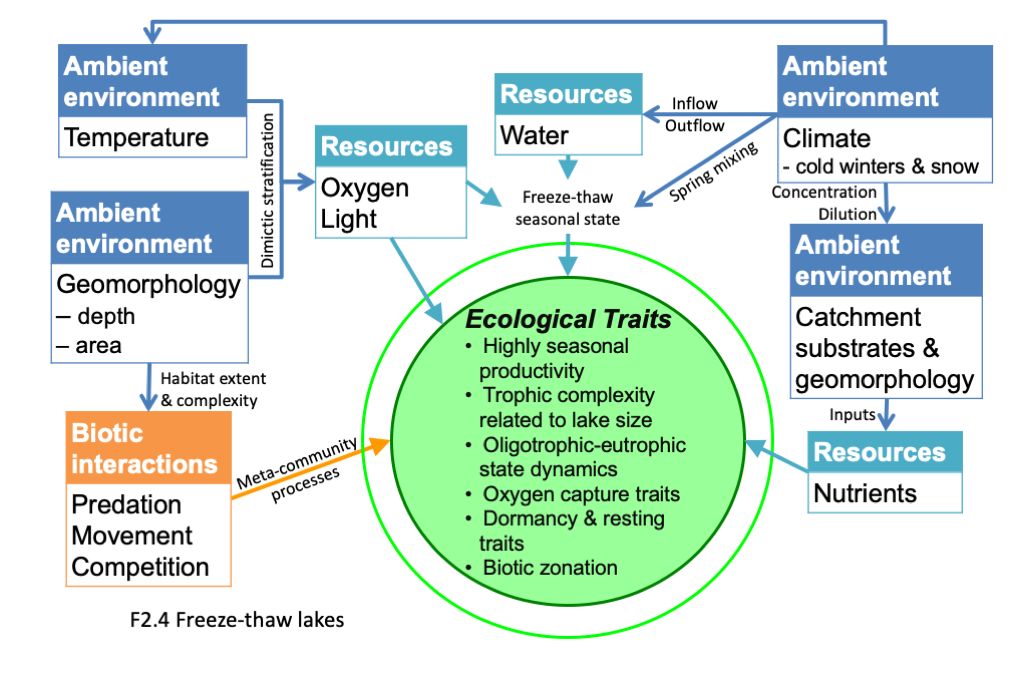 Ambient
environment
Temperature
Ambient
environment
Geomorphology
– depth
– area
Dimictic stratification
Resources
Oxygen
Light
Resources
Water
Inflow
Outflow
Spring mixing
Freeze-thaw
seasonal state
Ambient
environment
Climate
- cold winters & snow
Concentration
Dilution
Ambient
environment
Catchment
substrates &
geomorphology
Inputs
Resources
Nutrients
Habitat extent
& complexity
Biotic
interactions
Predation
Movement
Competition
Meta-community
processes
Ecological Traits
• Highly seasonal
productivity
• Trophic complexity
related to lake size
• Oligotrophic-eutrophic
state dynamics
• Oxygen capture traits
• Dormancy & resting
traits
• Biotic zonation
F2.4 Freeze-thaw lakes